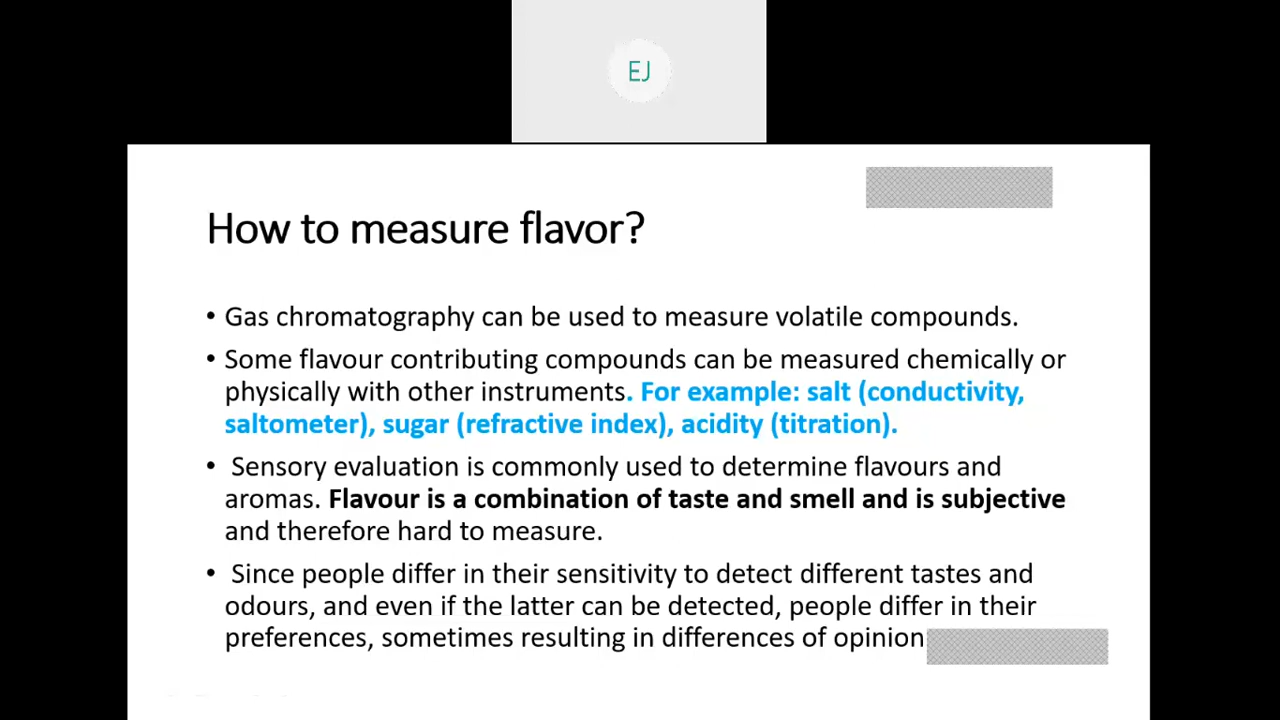 EJ
How to measure flavor?
• Gas chromatography can be used to measure volatile compounds.
• Some flavour contributing compounds can be measured chemically or
physically with other instruments. For example: salt (conductivity,
saltometer), sugar (refractive index), acidity (titration).
• Sensory evaluation is commonly used to determine flavours and
aromas. Flavour is a combination of taste and smell and is subjective
and therefore hard to measure.
• Since people differ in their sensitivity to detect different tastes and
odours, and even if the latter can be detected, people differ in their
preferences, sometimes resulting in differences of opinion